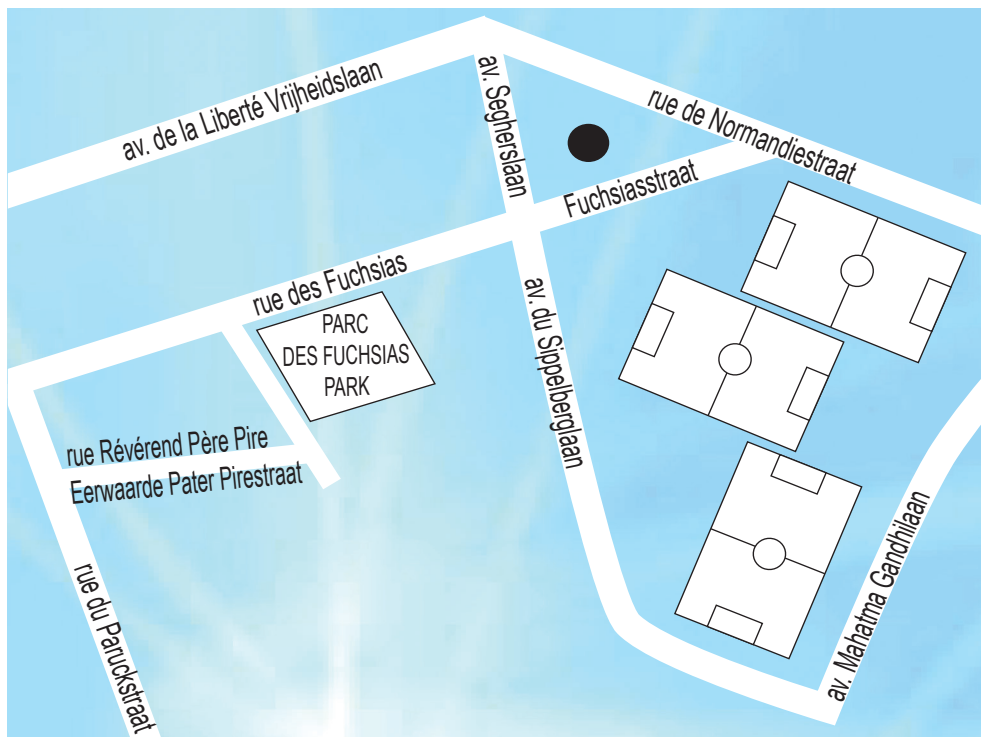 av. de la Liberté Vrijheidslaan
av. Segherslaan
rue de Normandiestraat
Fuchsiasstraat
rue des Fuchsias
PARC
DES FUCHSIAS
PARK
av. du Sippelberglaan
rue Révérend Père Pire
Eerwaarde Pater Pirestraat
rue du Paruckstraat
av. Mahatma Gandhilaan